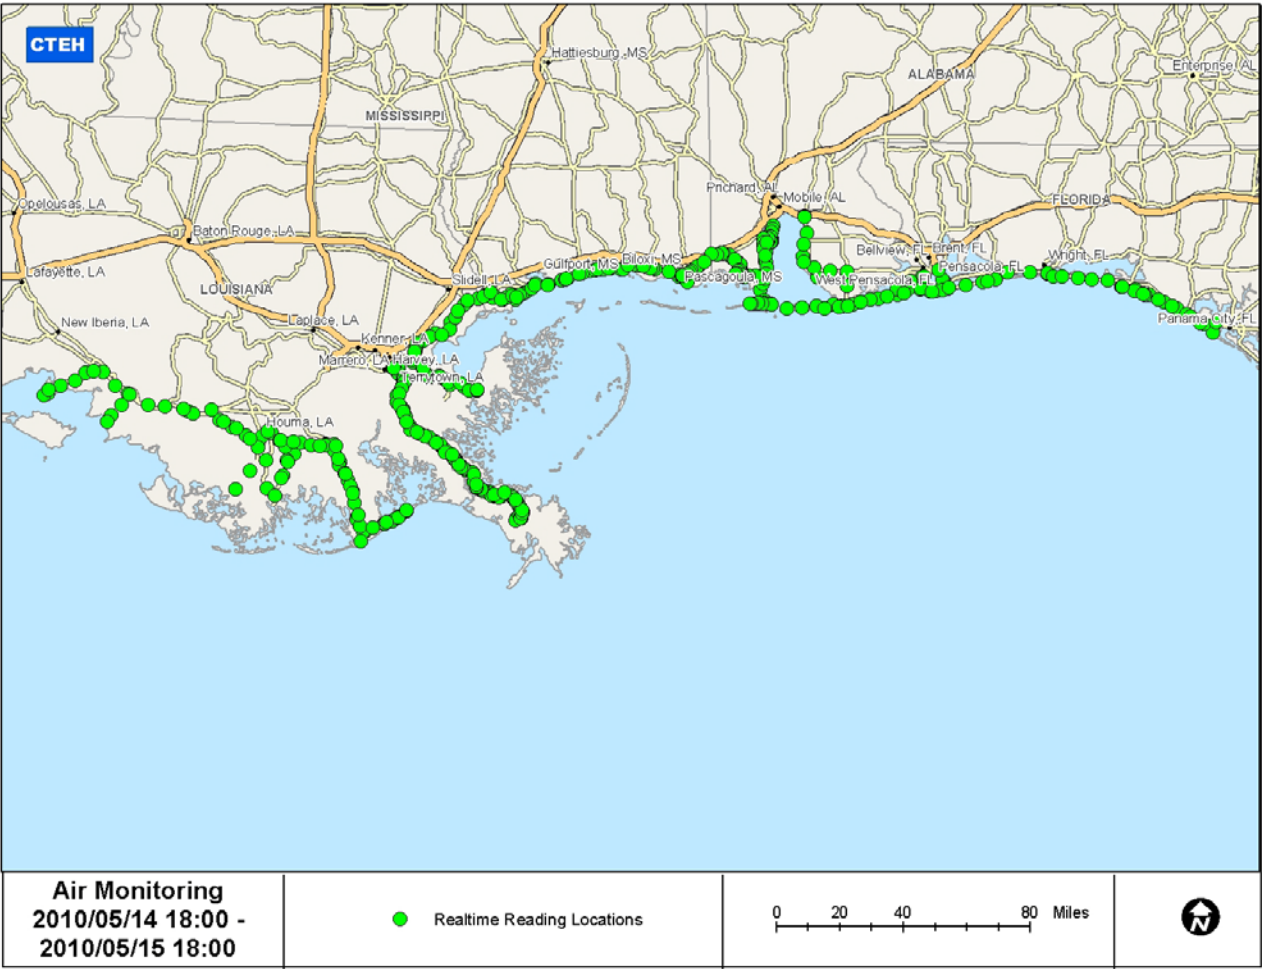 CTEH
Hattiesburg, MS
ALABAMA
Enterprise, AL
MISSISSIPPI
Prichard, AL
Mobile, AL
Opelousas, LA
FLORIDA
Baton Rouge, LA
Bellview, FL
Brent, FL
Wright, FL
Gulfport, MS
Biloxi, MS
Pensacola, FL
Lafayette, LA
Slidell, LA
Pascagoula, MS
West Pensacola, FL
LOUISIANA
New Iberia, LA
Laplace, LA
Panama City, FL
Kenner, LA
Marrero, LA
Harvey, LA
Terrytown, LA
Houma, LA
Air Monitoring
2010/05/14 18:00 -
2010/05/15 18:00
Realtime Reading Locations
0 20 40 80 Miles
N